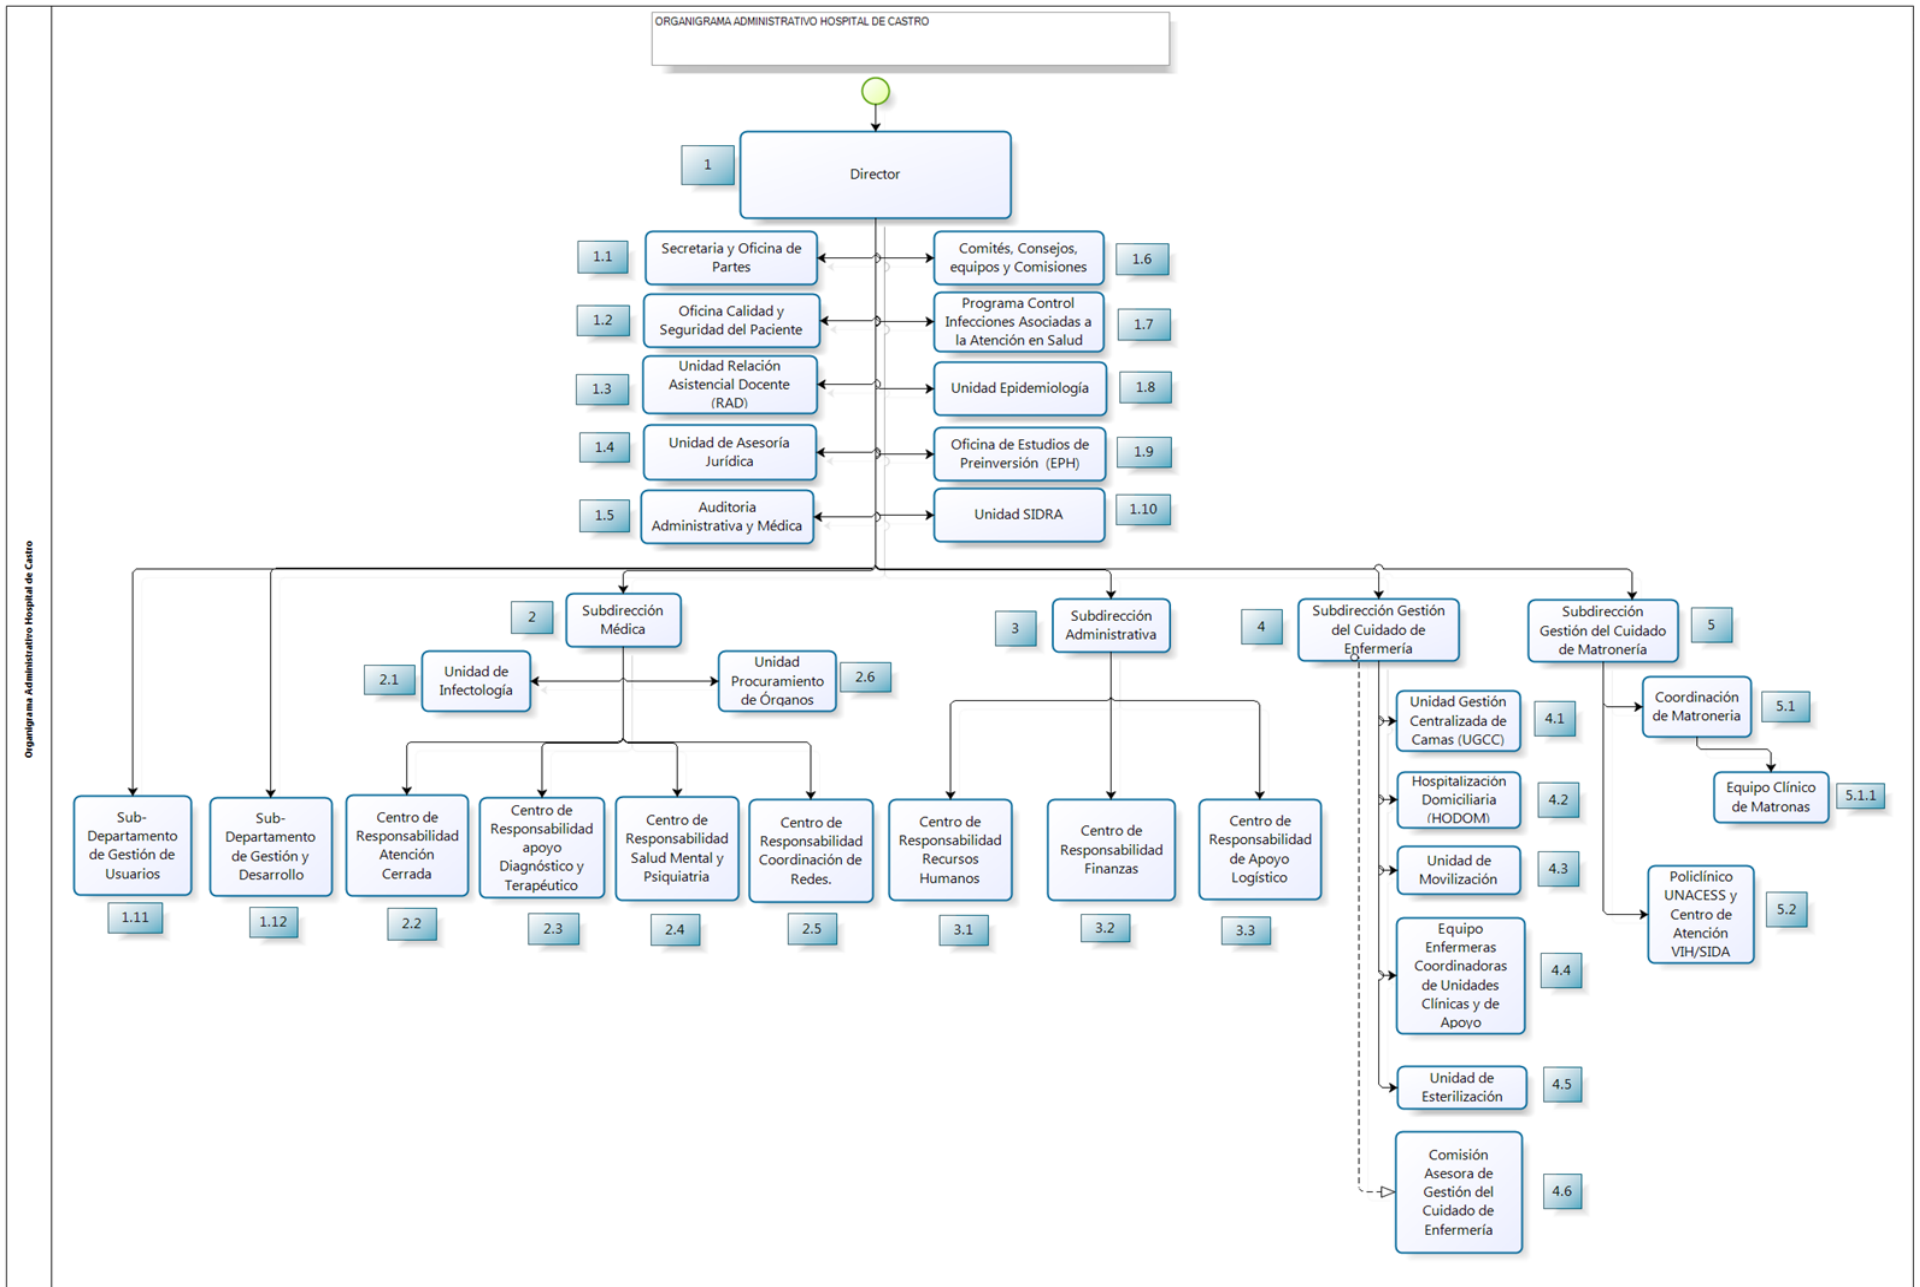 ORGANIGRAMA ADMINISTRATIVO HOSPITAL DE CASTRO
Organigrama Administrativo Hospital de Castro
1
Director
1.1
Secretaria y Oficina de
Partes
Comités, Consejos,
equipos y Comisiones
1.6
1.2
Oficina Calidad y
Seguridad del Paciente
Programa Control
Infecciones Asociadas a
la Atención en Salud
1.7
1.3
Unidad Relación
Asistencial Docente
(RAD)
Unidad Epidemiología
1.8
1.4
Unidad de Asesoría
Jurídica
Oficina de Estudios de
Preinversión (EPH)
1.9
1.5
Auditoria
Administrativa y Médica
Unidad SIDRA
1.10
2
Subdirección
Médica
3
Subdirección
Administrativa
4
Subdirección Gestión
del Cuidado de
Enfermería
Subdirección
Gestión del Cuidado
de Matronería
5
2.1
Unidad de
Infectología
Unidad
Procuramiento
de Órganos
2.6
Unidad Gestión
Centralizada de
Camas (UGCC)
4.1
Coordinación
de Matroneria
5.1
Hospitalización
Domiciliaria
(HODOM)
4.2
Equipo Clínico
de Matronas
5.1.1
Sub-
Departamento
de Gestión de
Usuarios
1.11
Sub-
Departamento
de Gestión y
Desarrollo
1.12
Centro de
Responsabilidad
Atención
Cerrada
2.2
Centro de
Responsabilidad
apoyo
Diagnóstico y
Terapéutico
2.3
Centro de
Responsabilidad
Salud Mental y
Psiquiatria
2.4
Centro de
Responsabilidad
Coordinación de
Redes.
2.5
Centro de
Responsabilidad
Recursos
Humanos
3.1
Centro de
Responsabilidad
Finanzas
3.2
Centro de
Responsabilidad
de Apoyo
Logístico
3.3
Unidad de
Movilización
4.3
Policlínico
UNACESS y
Centro de
Atención
VIH/SIDA
5.2
Equipo
Enfermeras
Coordinadoras
de Unidades
Clínicas y de
Apoyo
4.4
Unidad de
Esterilización
4.5
Comisión
Asesora de
Gestión del
Cuidado de
Enfermería
4.6